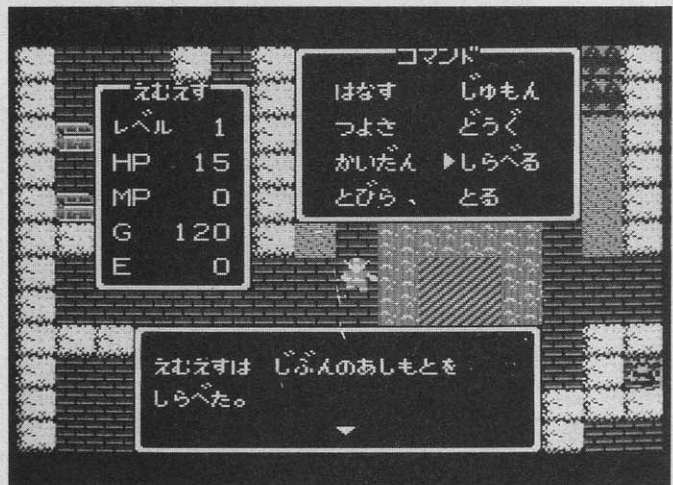 えむえす
レベル 1
HP 15
MP 0
G 120
E 0
コマンド
はなす じゅもん
つよさ どうぐ
かいだん ▶しらべる
とびら、 とる
えむえすは じぶんのあしもとを
しらべた。